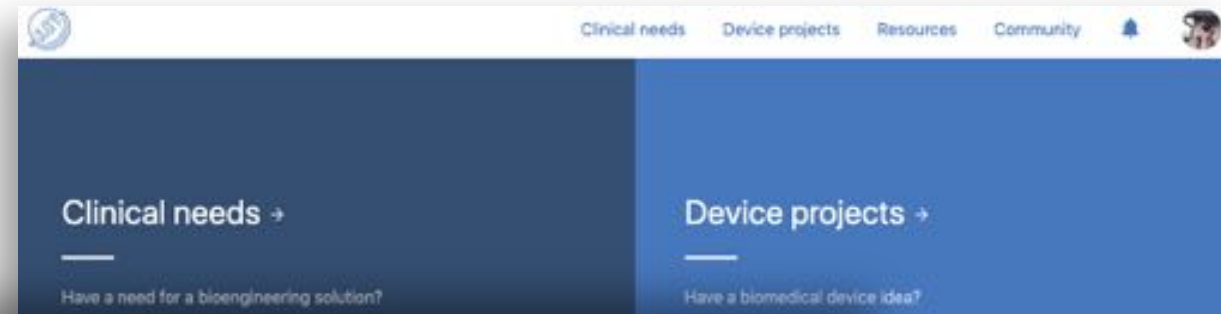 Clinical needs Device projects Resources Community
Clinical needs →
Device projects →
Have a need for a bioengineering solution?
Have a biomedical device idea?